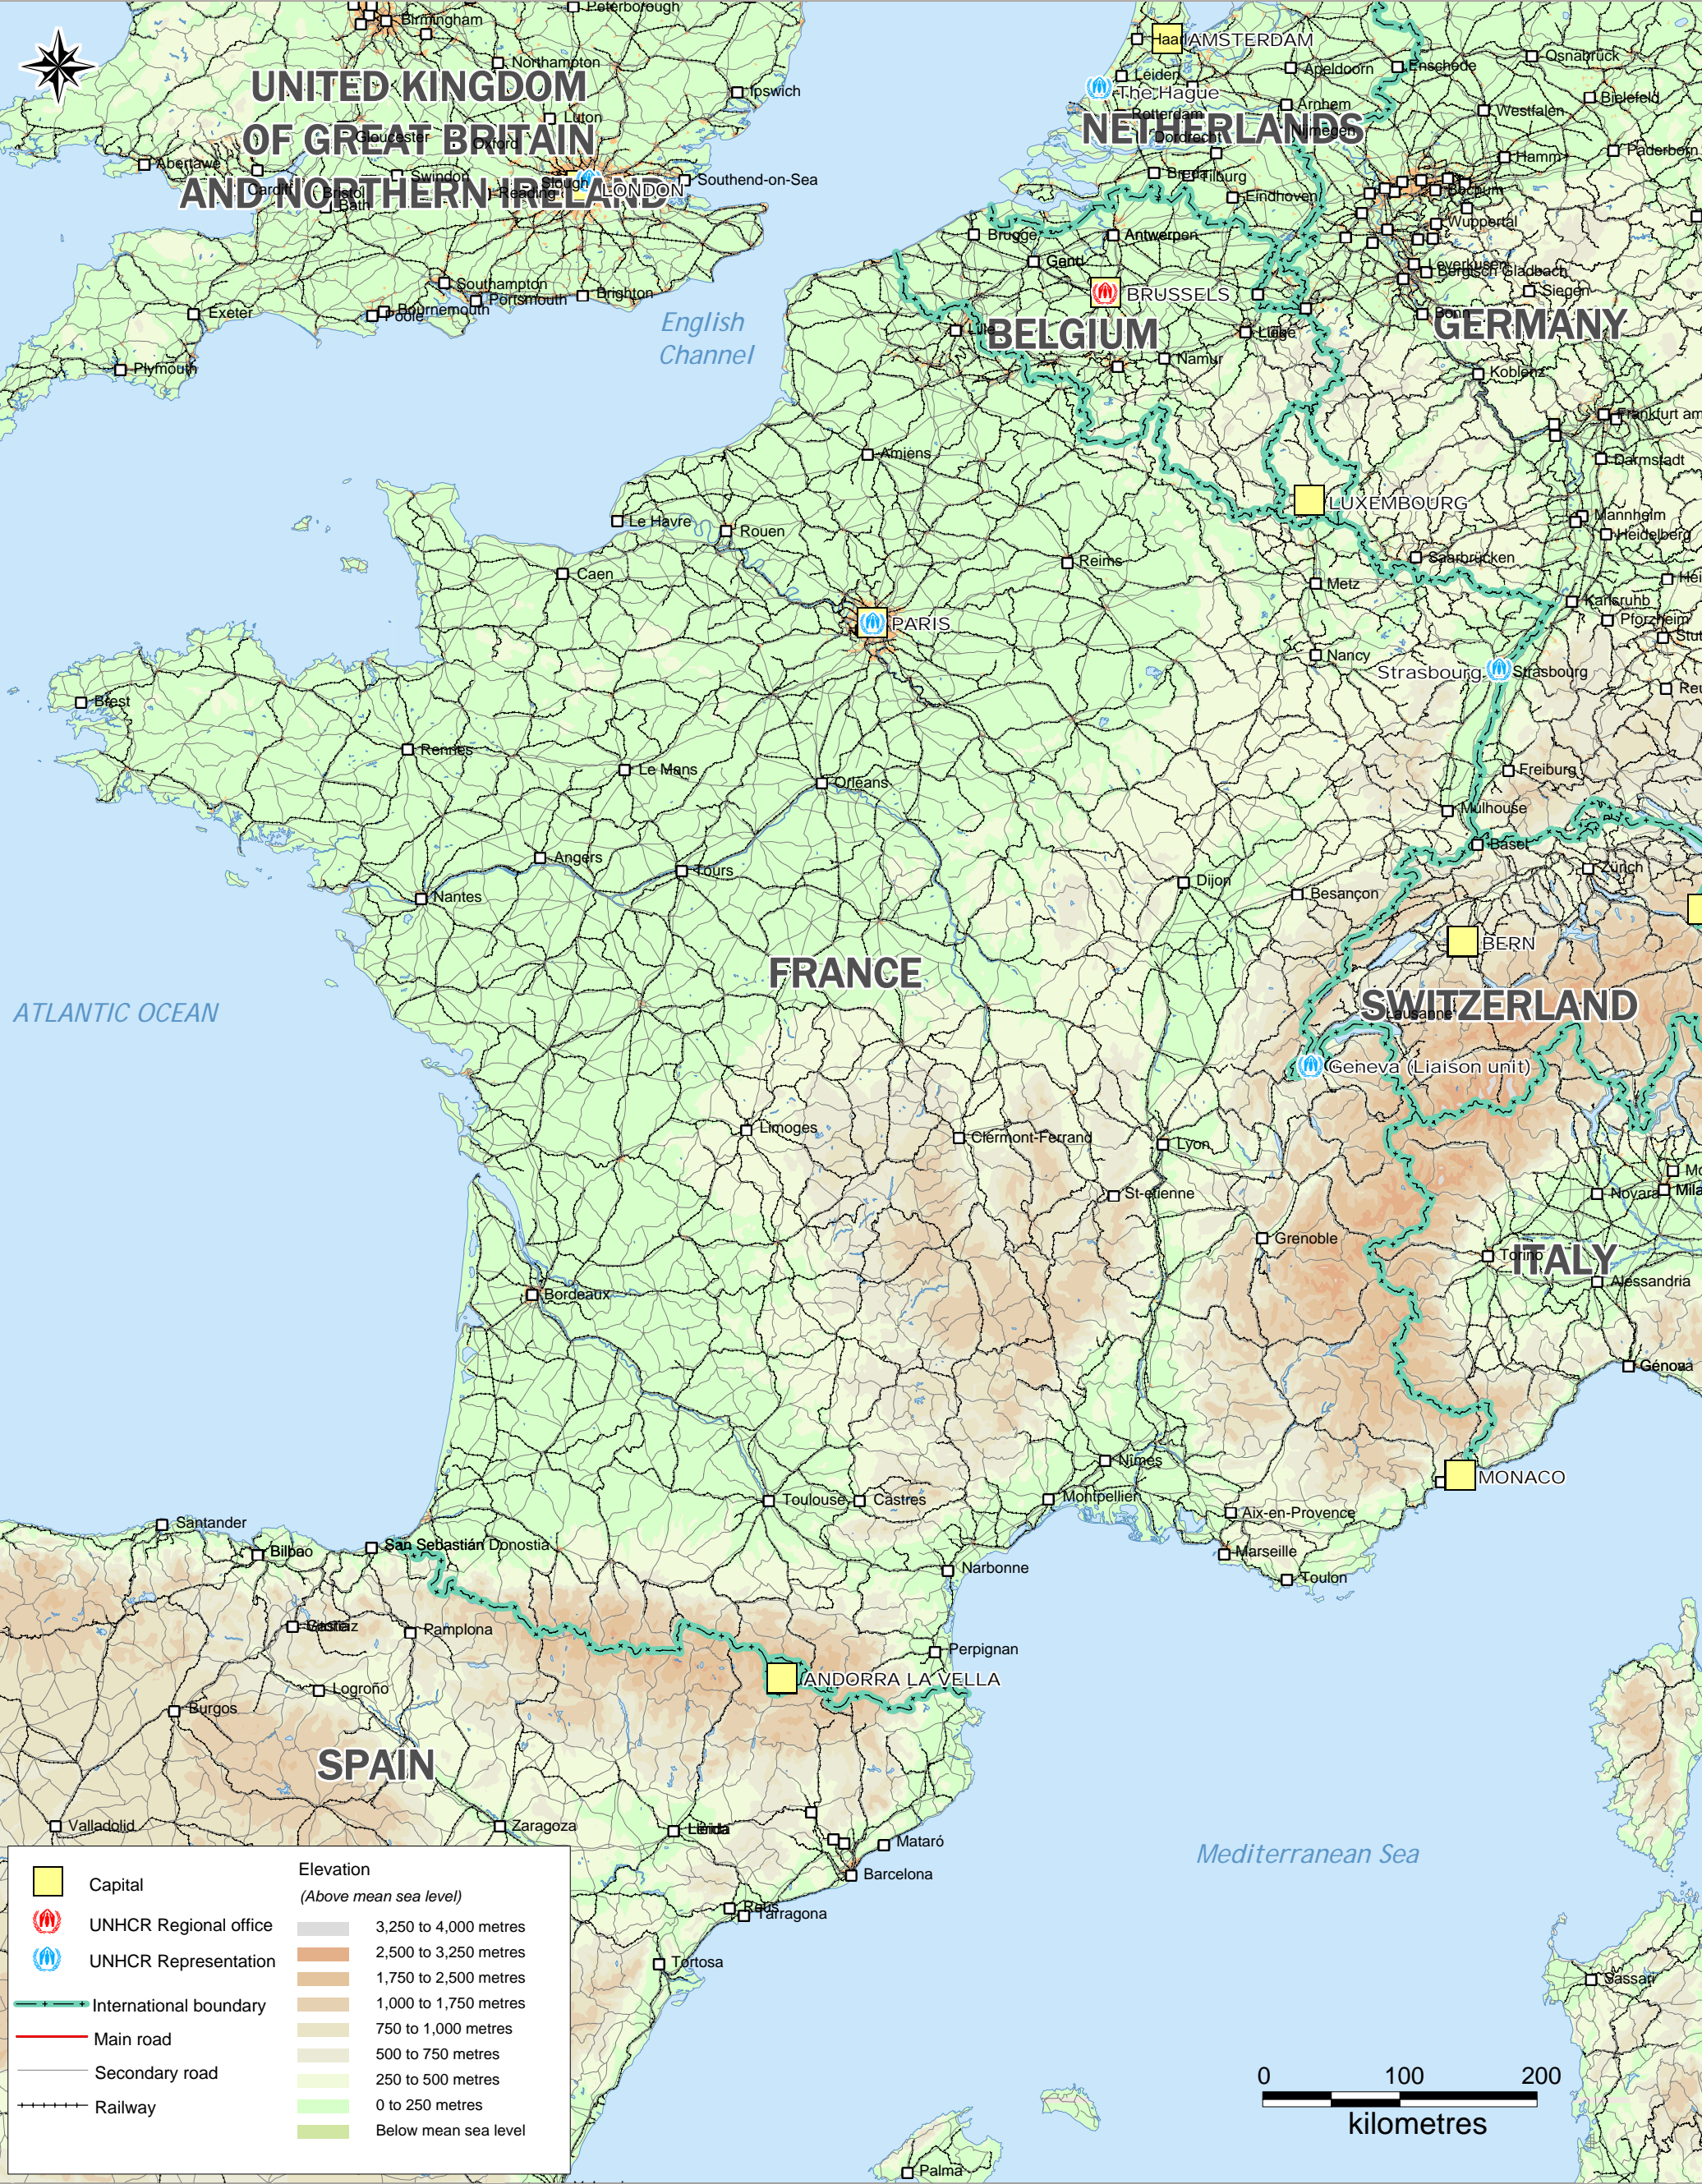 Peterborough
Birmingham
Northampton
UNITED KINGDOM
OF GREAT BRITAIN
AND NORTHERN IRELAND
Ipswich
Luton
Gloucester
Oxford
Abertawe
Cardiff
Swindon
Bristol
Bath
Reading
Slough
LONDON
Southend-on-Sea
Southampton
Portsmouth
Brighton
Bournemouth
Poole
Exeter
Plymouth
English
Channel
AMSTERDAM
Leiden
The Hague
Rotterdam
Dordrecht
NETHERLANDS
Apeldoorn
Enschede
Arnhem
Nijmegen
Breda
Tilburg
Eindhoven
Osnabrück
Bielefeld
Westfalen
Hamm
Paderborn
Bochum
Wuppertal
Leverkusen
Bergisch Gladbach
Siegen
Bonn
GERMANY
Koblenz
Frankfurt am
Darmstadt
Mannheim
Heidelberg
Saarbrücken
Karlsruhb
Pforzheim
Freiburg
Brugge
Antwerpen
Gent
BRUSSELS
BELGIUM
Lille
Namur
Liège
LUXEMBOURG
Amiens
Le Havre
Rouen
Caen
Reims
Metz
PARIS
Nancy
Strasbourg
Strasbourg
Brest
Rennes
Le Mans
Orléans
Mulhouse
Basel
Zürich
Angers
Tours
Nantes
Dijon
Besançon
BERN
FRANCE
SWITZERLAND
Lausanne
Geneva (Liaison unit)
ATLANTIC OCEAN
Limoges
Clermont-Ferrand
Lyon
St-etienne
Grenoble
Novara
Torino
ITALY
Alessandria
Génova
Bordeaux
Nîmes
Montpellier
Toulouse
Castres
MONACO
Aix-en-Provence
Marseille
Toulon
Narbonne
Perpignan
ANDORRA LA VELLA
Santander
Bilbao
San Sebastián Donostia
Pamplona
Logroño
Burgos
SPAIN
Valladolid
Zaragoza
Mataró
Barcelona
Reus
Tarragona
Tortosa
Palma
Mediterranean Sea
Sassari
Capital
UNHCR Regional office
UNHCR Representation
International boundary
Main road
Secondary road
Railway
Elevation
(Above mean sea level)
3,250 to 4,000 metres
2,500 to 3,250 metres
1,750 to 2,500 metres
1,000 to 1,750 metres
750 to 1,000 metres
500 to 750 metres
250 to 500 metres
0 to 250 metres
Below mean sea level
0 100 200
kilometres